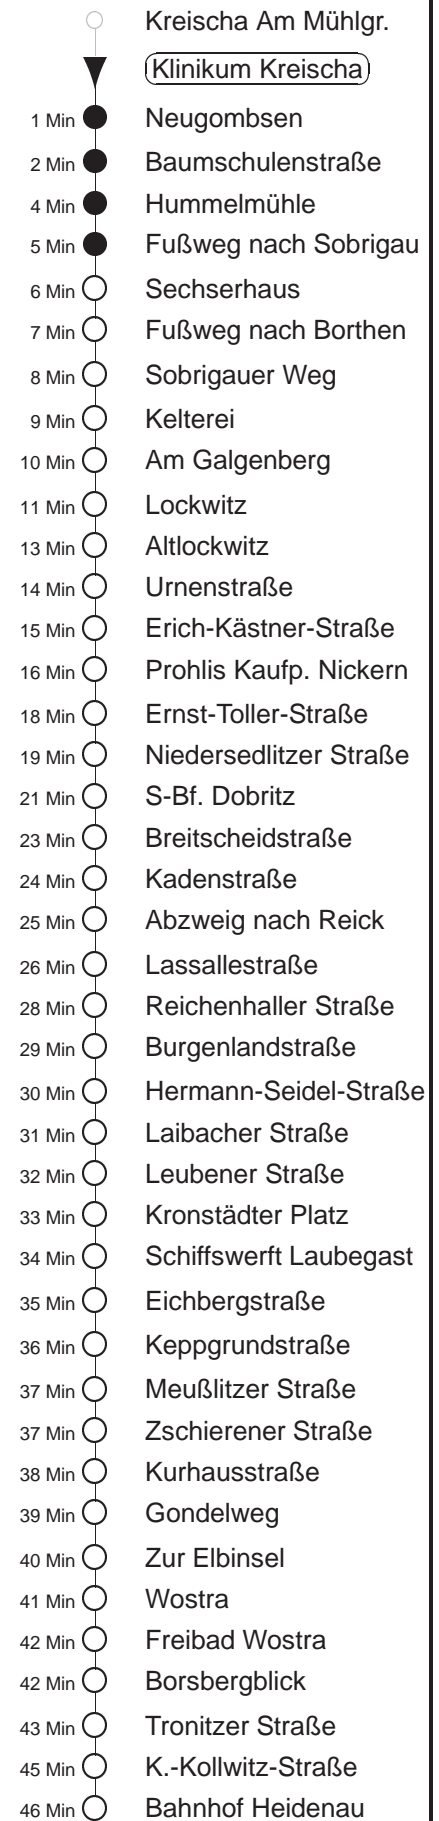 Kreischa Am Mühlgr.
Klinikum Kreischa
1 Min Neugombsen
2 Min Baumschulenstraße
4 Min Hummelmühle
5 Min Fußweg nach Sobrigau
6 Min Sechserhaus
7 Min Fußweg nach Borthen
8 Min Sobrigauer Weg
9 Min Kelterei
10 Min Am Galgenberg
11 Min Lockwitz
13 Min Altlockwitz
14 Min Urnenstraße
15 Min Erich-Kästner-Straße
16 Min Prohlis Kaufp. Nickern
18 Min Ernst-Toller-Straße
19 Min Niedersedlitzer Straße
21 Min S-Bf. Dobritz
23 Min Breitscheidstraße
24 Min Kadenstraße
25 Min Abzweig nach Reick
26 Min Lassallestraße
28 Min Reichenhaller Straße
29 Min Burgenlandstraße
30 Min Hermann-Seidel-Straße
31 Min Laibacher Straße
32 Min Leubener Straße
33 Min Kronstädter Platz
34 Min Schiffswerft Laubegast
35 Min Eichbergstraße
36 Min Keppgrundstraße
37 Min Meußlitzer Straße
37 Min Zschierener Straße
38 Min Kurhausstraße
39 Min Gondelweg
40 Min Zur Elbinsel
41 Min Wostra
42 Min Freibad Wostra
42 Min Borsbergblick
43 Min Tronitzer Straße
45 Min K.-Kollwitz-Straße
46 Min Bahnhof Heidenau